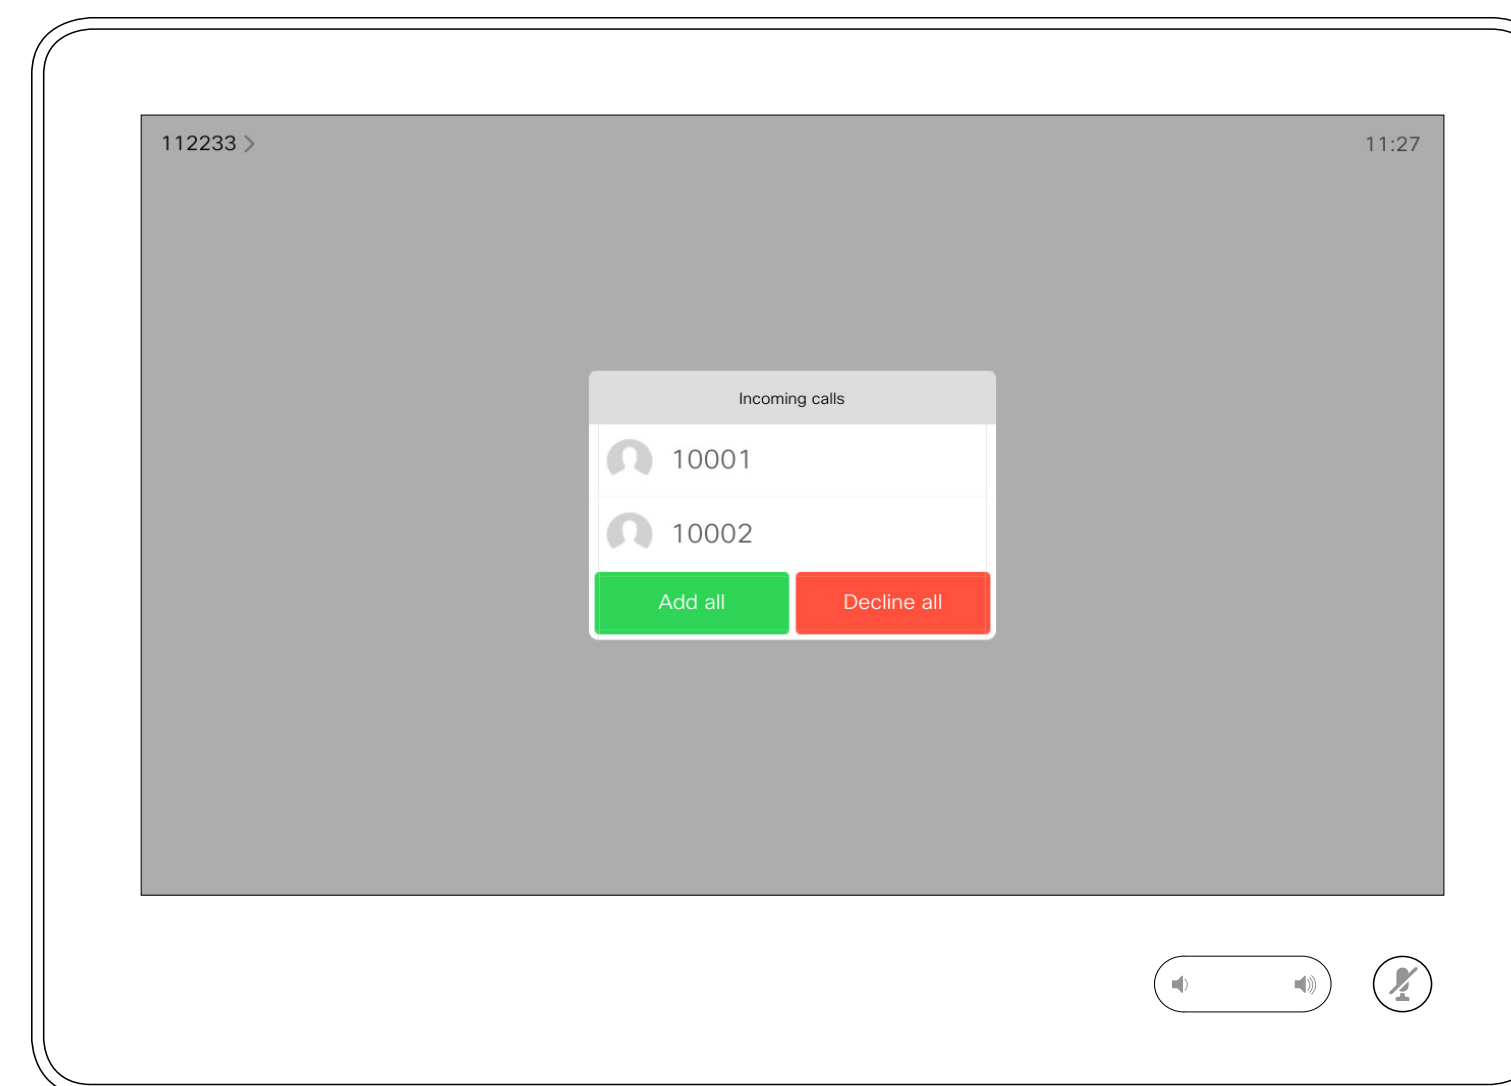 112233 >
11:27
Incoming calls
10001
10002
Add all
Decline all